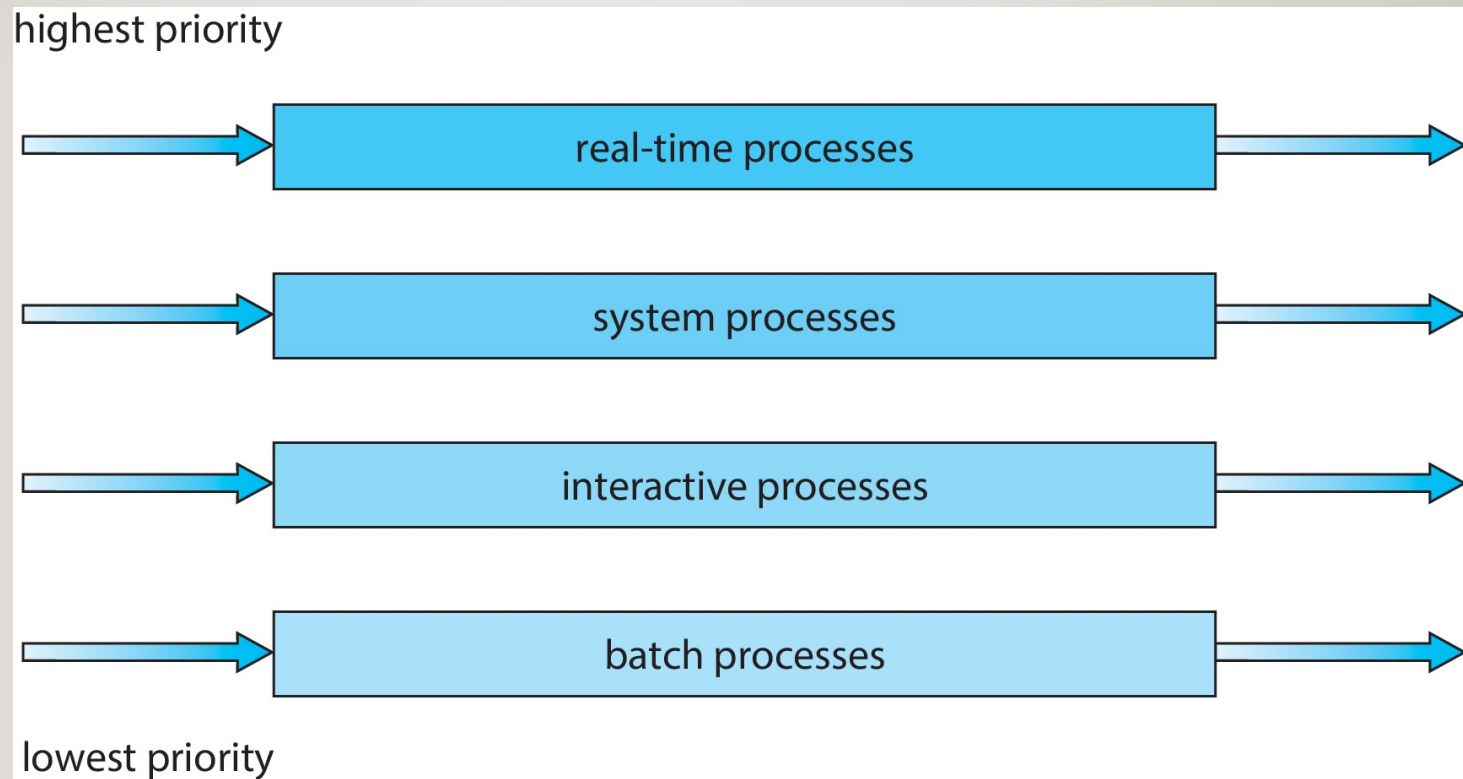 highest priority
real-time processes
system processes
interactive processes
batch processes
lowest priority